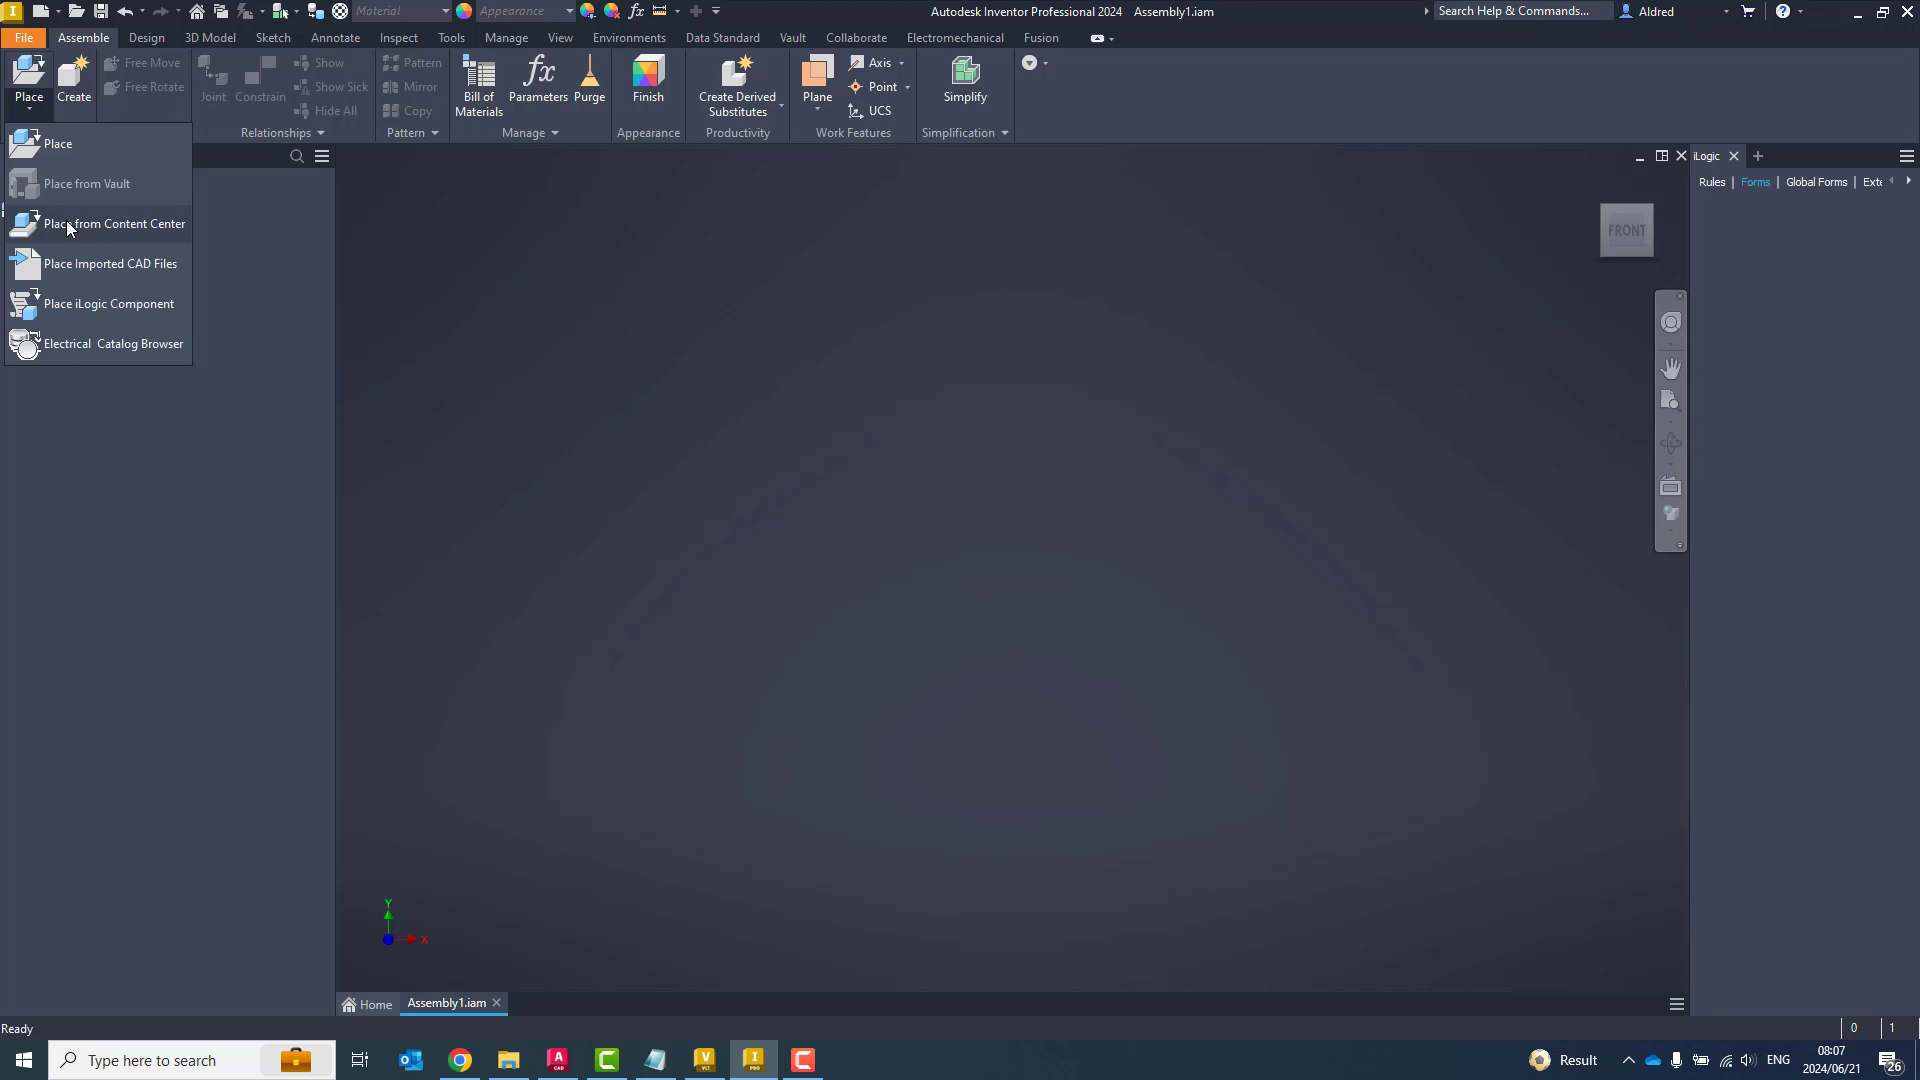 Material
Appearance
Autodesk Inventor Professional 2024 Assembly1.iam
Search Help & Commands...
Aldred
File Assemble Design 3D Model Sketch Annotate Inspect Tools Manage View Environments Data Standard Vault Collaborate Electromechanical Fusion
Place
Create
Free Move
Free Rotate
Joint
Constrain
Show
Show Sick
Hide All
Relationships
Pattern
Mirror
Copy
Pattern
Bill of
Materials
Parameters
Purge
Manage
Finish
Appearance
Create Derived
Substitutes
Productivity
Plane
Axis
Point
UCS
Work Features
Simplify
Simplification
Place
Place from Vault
Place from Content Center
Place Imported CAD Files
Place iLogic Component
Electrical Catalog Browser
iLogic
Rules | Forms | Global Forms | Exte
FRONT
Y
X
Home
Assembly1.iam
Ready
0 1
Type here to search
Result
ENG
08:07
2024/06/21
26